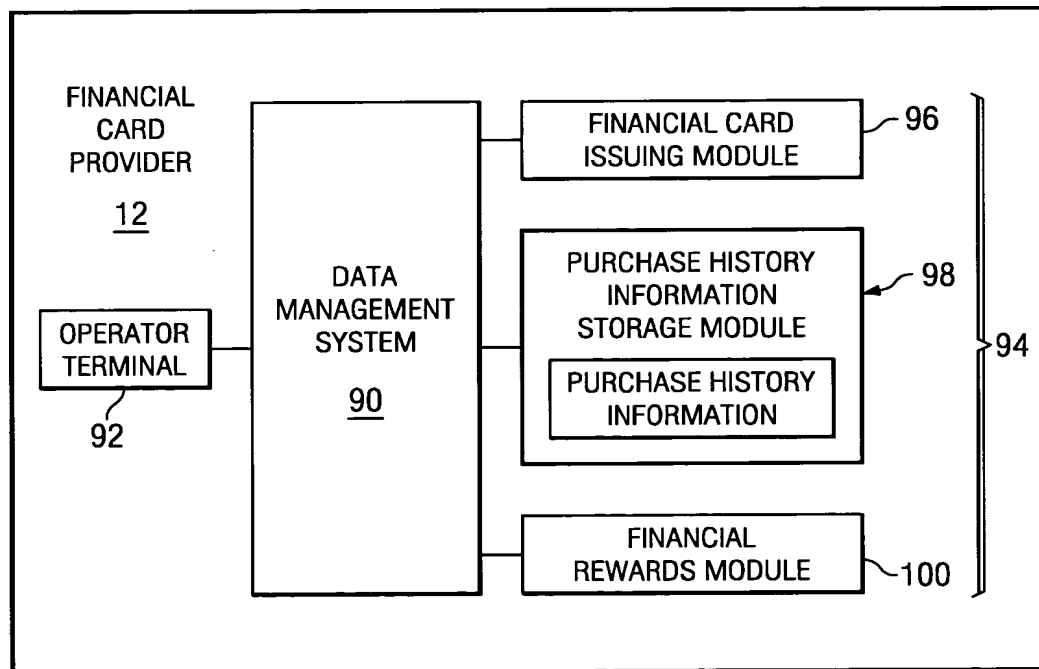 FINANCIAL
CARD
PROVIDER
12
OPERATOR
TERMINAL
92
DATA
MANAGEMENT
SYSTEM
90
FINANCIAL CARD
ISSUING MODULE
96
PURCHASE HISTORY
INFORMATION
STORAGE MODULE
98
PURCHASE HISTORY
INFORMATION
FINANCIAL
REWARDS MODULE
100
94